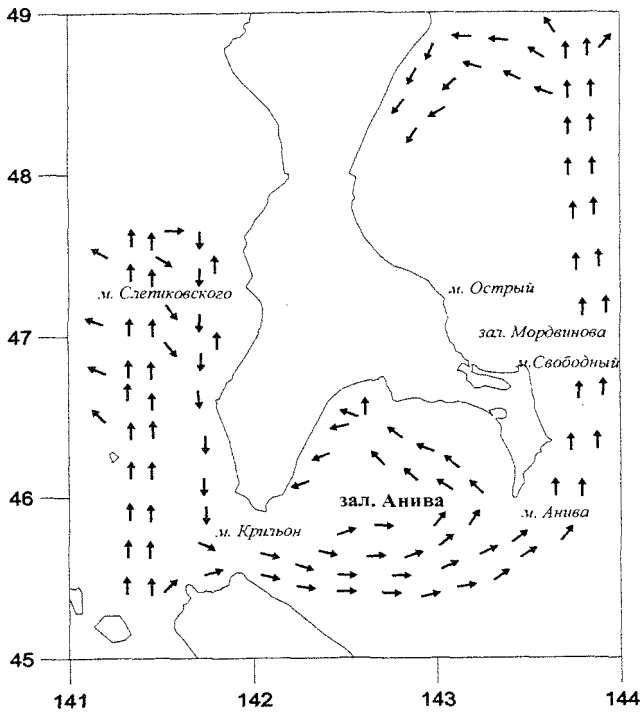 49
48
м. Слепиковского
м. Острый
47
зал. Мордвинова
м.Свободный
46
зал. Анива
м. Анива
м. Крильон
45
141
142
143
144